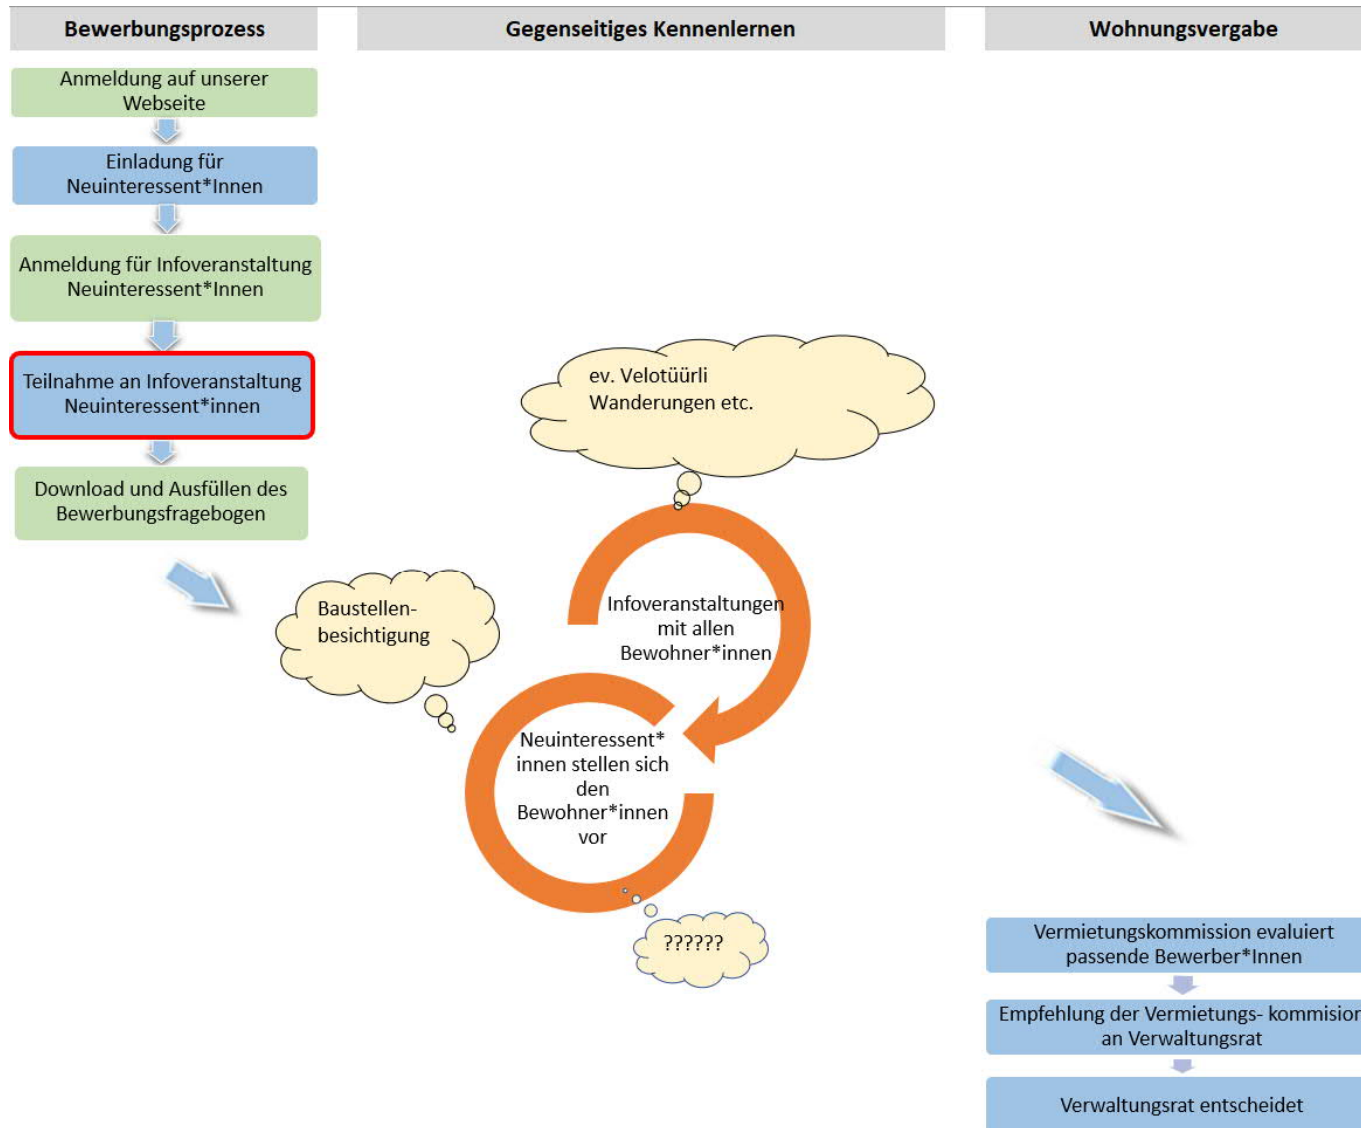 Bewerbungsprozess
Gegenseitiges Kennenlernen
Wohnungsvergabe
Anmeldung auf unserer
Webseite
Einladung für
Neuinteressent*Innen
Anmeldung für Infoveranstaltung
Neuinteressent*Innen
Teilnahme an Infoveranstaltung
Neuinteressent*innen
Download und Ausfüllen des
Bewerbungsfragebogen
ev. Velotüürli
Wanderungen etc.
Baustellen-
besichtigung
Infoveranstaltungen
mit allen
Bewohner*innen
Neuinteressent*
innen stellen sich
den
Bewohner*innen
vor
??????
Vermietungskommission evaluiert
passende Bewerber*Innen
Empfehlung der Vermietungs- kommision
an Verwaltungsrat
Verwaltungsrat entscheidet